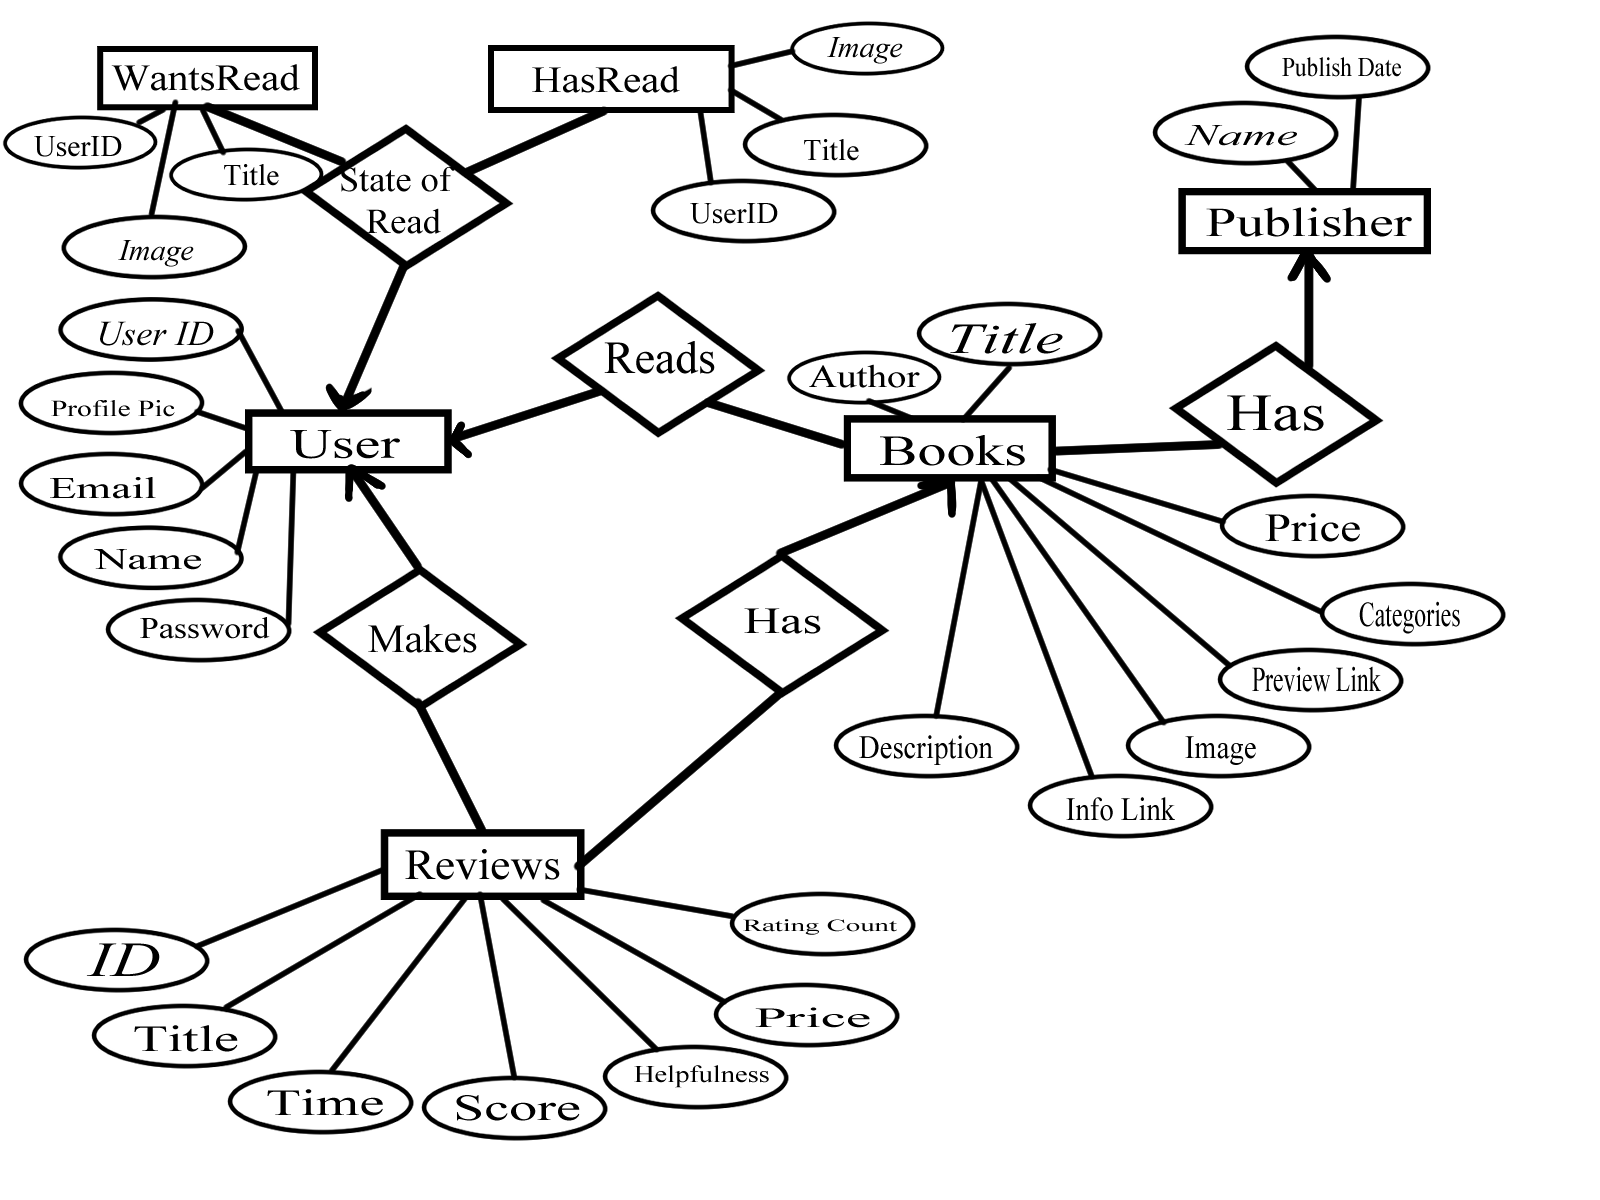 WantsRead
HasRead
Image
Publish Date
UserID
Title
Title
Name
State of
Read
UserID
Publisher
Image
User ID
Reads
Title
Author
Profile Pic
User
Books
Has
Email
Price
Name
Categories
Password
Makes
Has
Preview Link
Description
Image
Info Link
Reviews
Rating Count
ID
Title
Price
Time
Score
Helpfulness